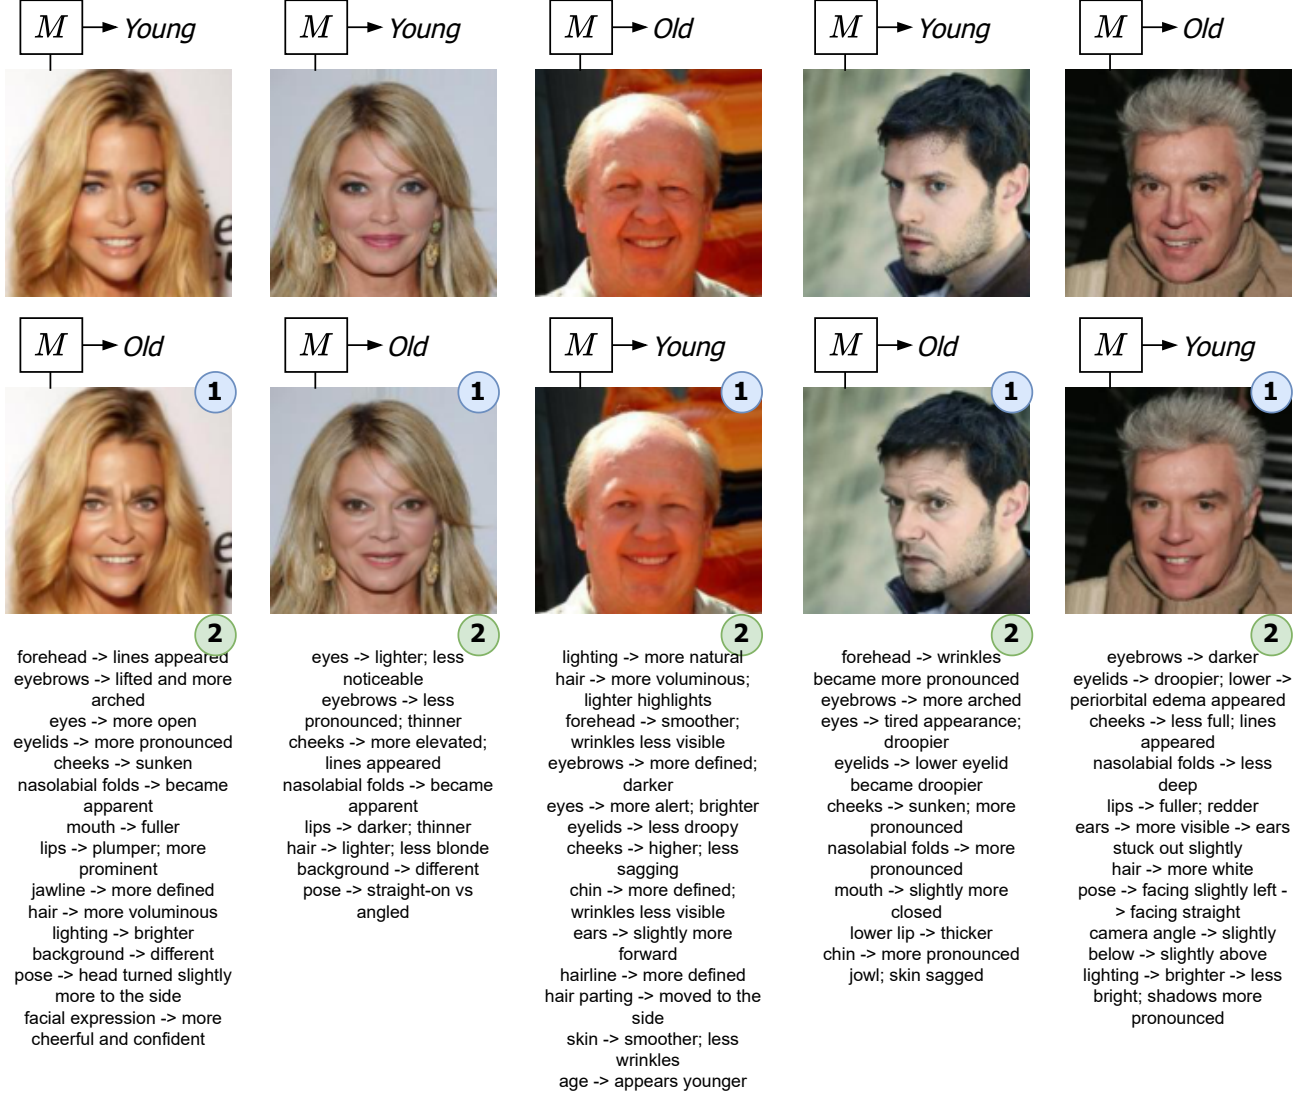 M → Young
M → Young
M → Old
M → Young
M → Old
M → Old
M → Old
M → Young
M → Old
M → Young
1
1
1
1
1
2
2
2
2
2
forehead -> lines appeared
eyebrows -> lifted and more
arched
eyes -> more open
eyelids -> more pronounced
cheeks -> sunken
nasolabial folds -> became
apparent
mouth -> fuller
lips -> plumper; more
prominent
jawline -> more defined
hair -> more voluminous
lighting -> brighter
background -> different
pose -> head turned slightly
more to the side
facial expression -> more
cheerful and confident
eyes -> lighter; less
noticeable
eyebrows -> less
pronounced; thinner
cheeks -> more elevated;
lines appeared
nasolabial folds -> became
apparent
lips -> darker; thinner
hair -> lighter; less blonde
background -> different
pose -> straight-on vs
angled
lighting -> more natural
hair -> more voluminous;
lighter highlights
forehead -> smoother;
wrinkles less visible
eyebrows -> more defined;
darker
eyes -> more alert; brighter
eyelids -> less droopy
cheeks -> higher; less
sagging
chin -> more defined;
wrinkles less visible
ears -> slightly more
forward
hairline -> more defined
hair parting -> moved to the
side
skin -> smoother; less
wrinkles
age -> appears younger
forehead -> wrinkles
became more pronounced
eyebrows -> more arched
eyes -> tired appearance;
droopier
eyelids -> lower eyelid
became droopier
cheeks -> sunken; more
pronounced
nasolabial folds -> more
pronounced
mouth -> slightly more
closed
lower lip -> thicker
chin -> more pronounced
jowl; skin sagged
eyebrows -> darker
eyelids -> droopier; lower ->
periorbital edema appeared
cheeks -> less full; lines
appeared
nasolabial folds -> less
deep
lips -> fuller; redder
ears -> more visible -> ears
stuck out slightly
hair -> more white
pose -> facing slightly left -
> facing straight
camera angle -> slightly
below -> slightly above
lighting -> brighter -> less
bright; shadows more
pronounced